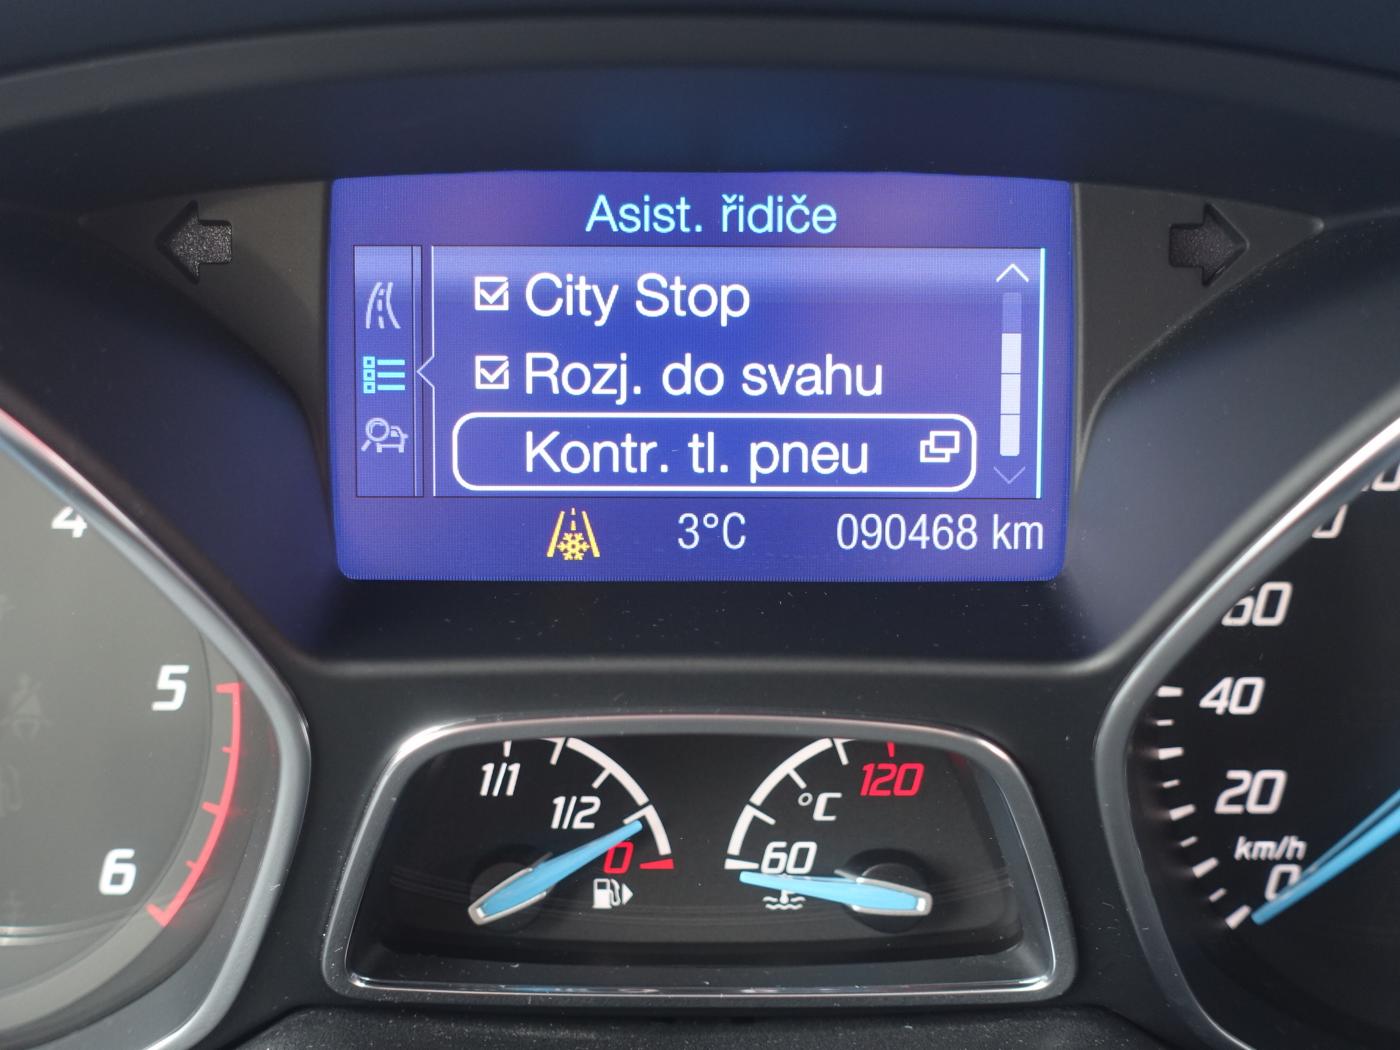 Asist. řidiče
City Stop
Rozj. do svahu
Kontr. tl. pneu
3°C 090468 km
4
5
6
1/1
1/2
0
°C
120
60
60
40
20
km/h
0